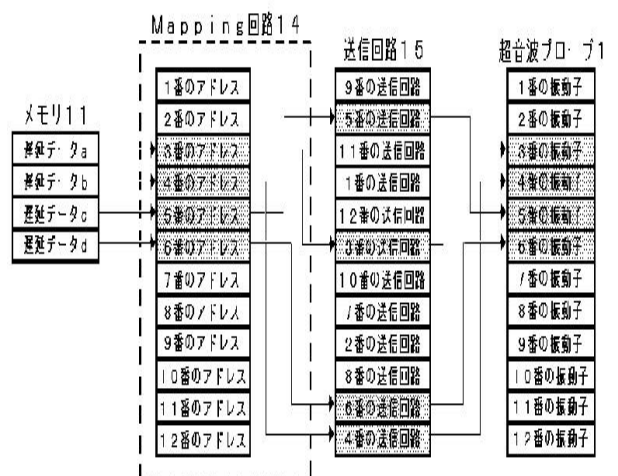 Mapping回路14
送信回路15
超音波プローブ1
メモリ11
遅延データa
遅延データb
遅延データc
遅延データd
1番のアドレス
2番のアドレス
3番のアドレス
4番のアドレス
5番のアドレス
6番のアドレス
7番のアドレス
8番のアドレス
9番のアドレス
10番のアドレス
11番のアドレス
12番のアドレス
9番の送信回路
5番の送信回路
11番の送信回路
1番の送信回路
12番の送信回路
3番の送信回路
10番の送信回路
7番の送信回路
2番の送信回路
8番の送信回路
6番の送信回路
4番の送信回路
1番の振動子
2番の振動子
3番の振動子
4番の振動子
5番の振動子
6番の振動子
7番の振動子
8番の振動子
9番の振動子
10番の振動子
11番の振動子
12番の振動子